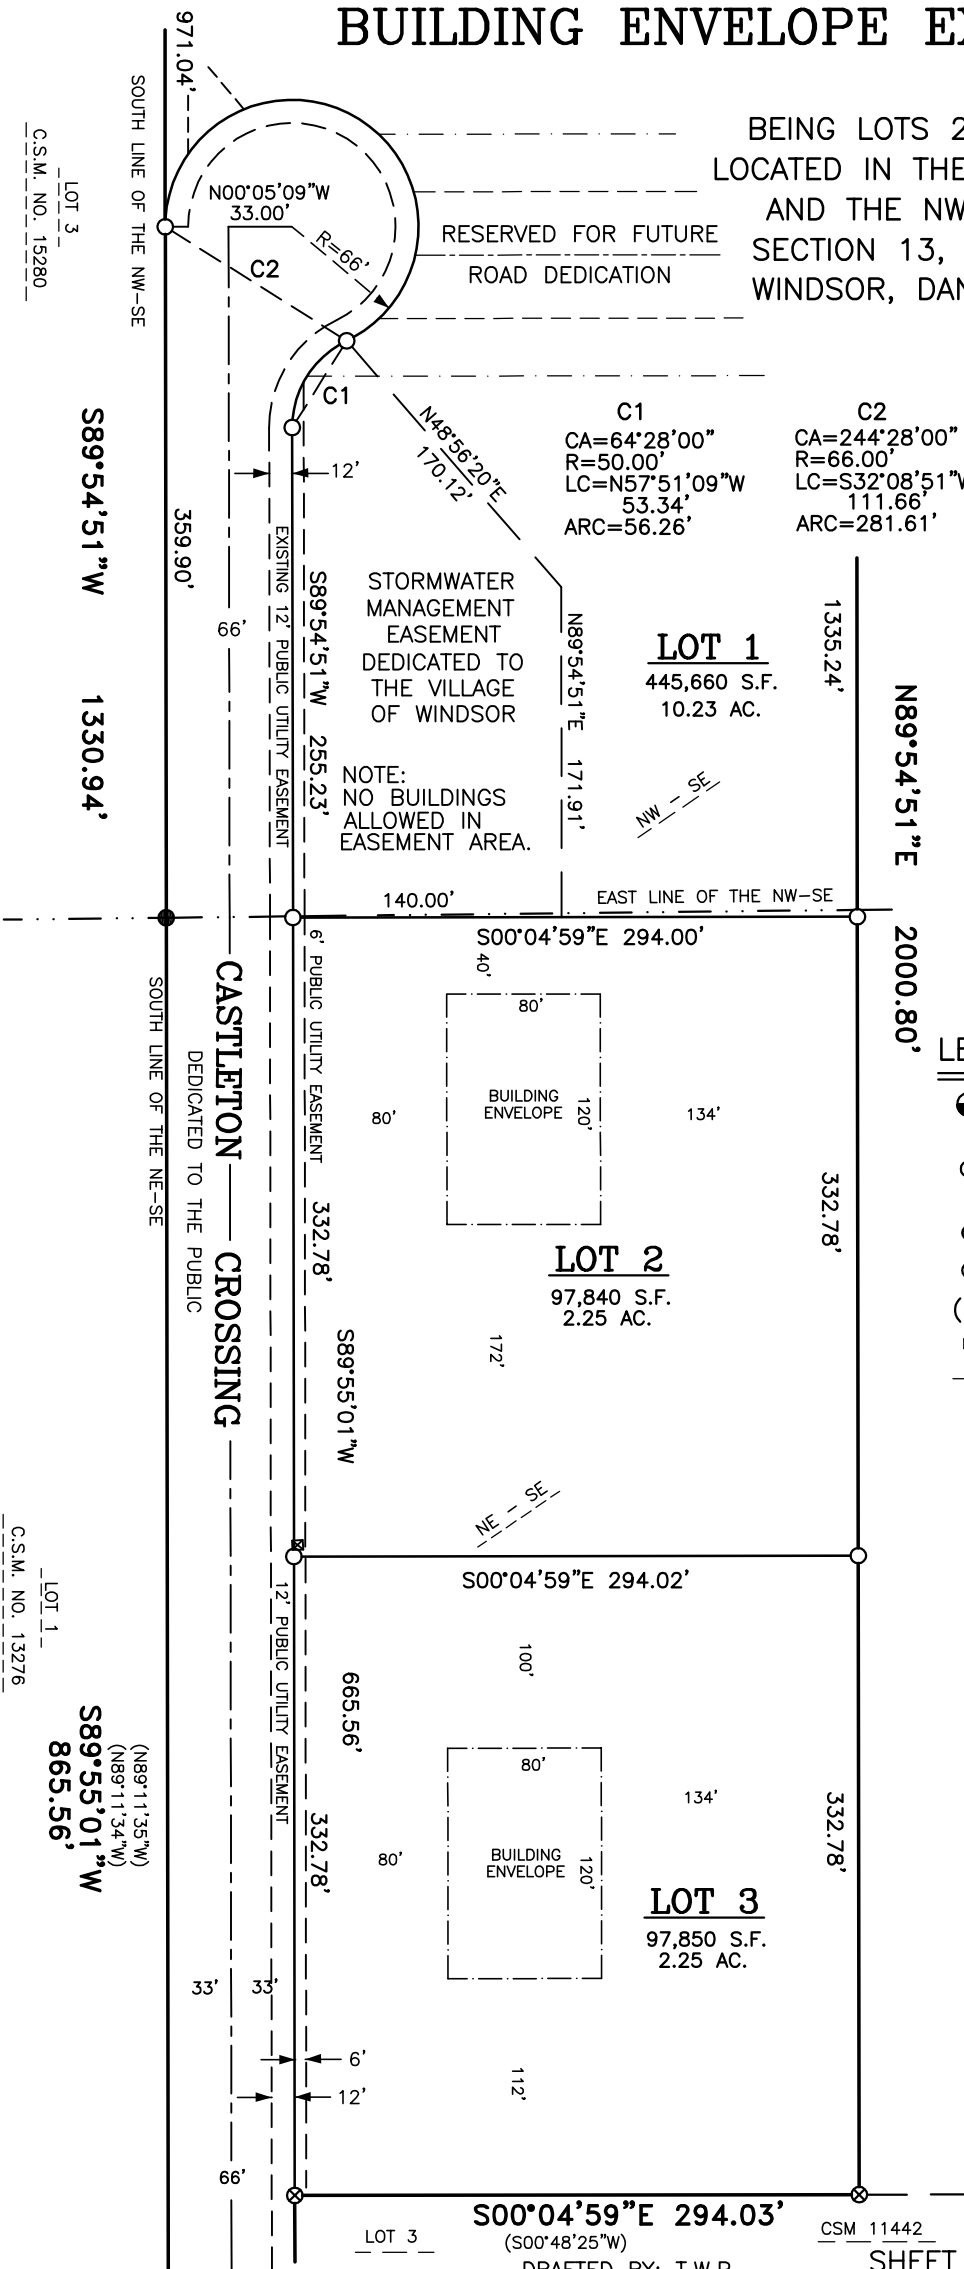 BUILDING ENVELOPE
BEING LOTS 2
LOCATED IN THE
AND THE NW
SECTION 13,
WINDSOR, DAN
971.04'
SOUTH LINE OF THE NW-SE
LOT 3
C.S.M. NO. 15280
N00°05'09"W
33.00'
R=66'
C2
C1
RESERVED FOR FUTURE
ROAD DEDICATION
N48°56'20"E
170.12'
C1
CA=64°28'00"
R=50.00'
LC=N57°51'09"W
53.34'
ARC=56.26'
C2
CA=244°28'00"
R=66.00'
LC=S32°08'51"W
111.66'
ARC=281.61'
S89°54'51"W 1330.94'
359.90'
12'
66'
EXISTING 12' PUBLIC UTILITY EASEMENT
S89°54'51"W 255.23'
STORMWATER
MANAGEMENT
EASEMENT
DEDICATED TO
THE VILLAGE
OF WINDSOR
NOTE:
NO BUILDINGS
ALLOWED IN
EASEMENT AREA.
N89°54'51"E 171.91'
LOT 1
445,660 S.F.
10.23 AC.
NW - SE
1335.24'
N89°54'51"E 2000.80'
140.00'
EAST LINE OF THE NW-SE
S00°04'59"E 294.00'
SOUTH LINE OF THE NE-SE
CASTLETON CROSSING
DEDICATED TO THE PUBLIC
6' PUBLIC UTILITY EASEMENT
40'
80'
BUILDING
ENVELOPE
120'
80'
134'
332.78'
332.78'
LOT 2
97,840 S.F.
2.25 AC.
172'
S89°55'01"W
NE - SE
S00°04'59"E 294.02'
LOT 1
C.S.M. NO. 13276
12' PUBLIC UTILITY EASEMENT
100'
665.56'
(N89°11'35"W)
(N89°11'34"W)
S89°55'01"W
865.56'
80'
BUILDING
ENVELOPE
120'
80'
134'
332.78'
332.78'
LOT 3
97,850 S.F.
2.25 AC.
33'
33'
6'
12'
112'
66'
S00°04'59"E 294.03'
(S00°48'25"W)
LOT 3
CSM 11442
DRAFTED BY: T.W.P.
SHEET